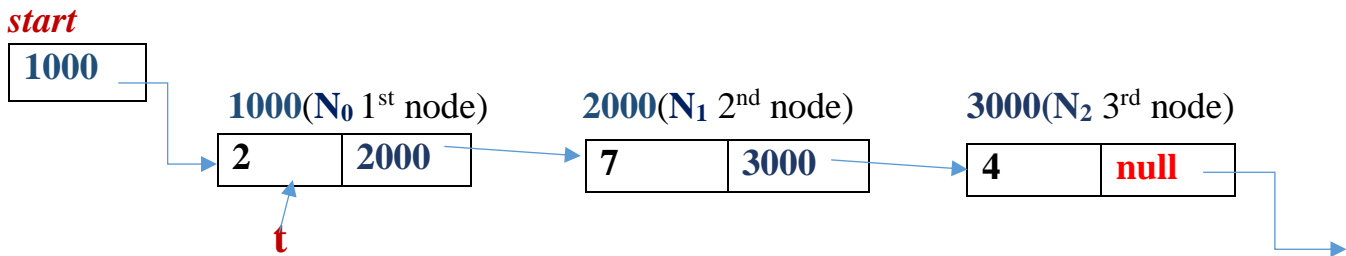 start
1000
1000(N₀ 1ˢᵗ node) 2000(N₁ 2ⁿᵈ node) 3000(N₂ 3ʳᵈ node)
2 2000 7 3000 4 null
t